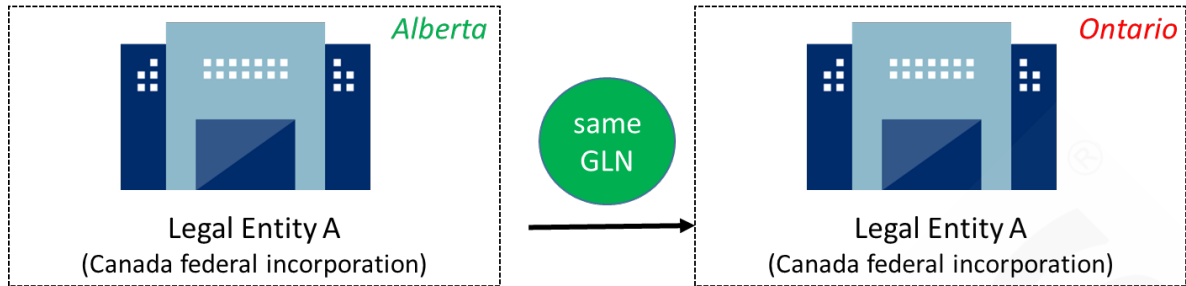 Alberta
Legal Entity A
(Canada federal incorporation)
same
GLN
Ontario
Legal Entity A
(Canada federal incorporation)
®